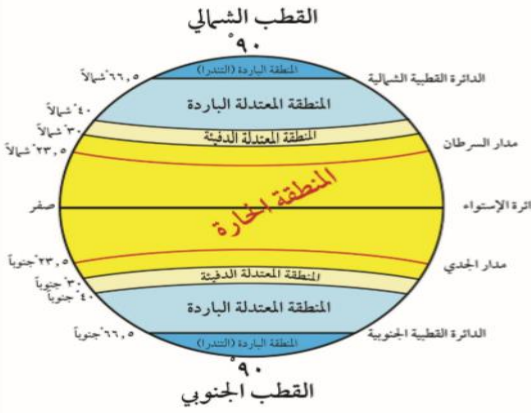 القطب الشمالي
°٩٠
المنطقة الباردة (التندرا)
٦٦,٥° شمالاً
الدائرة القطبية الشمالية
المنطقة المعتدلة الباردة
٤٠° شمالاً
٣٠° شمالاً
المنطقة المعتدلة الدفيئة
مدار السرطان
٢٣,٥° شمالاً
المنطقة الحارة
ائرة الإستواء
صفر
مدار الجدي
٢٣,٥° جنوباً
المنطقة المعتدلة الدفيئة
٣٠° جنوباً
٤٠° جنوباً
المنطقة المعتدلة الباردة
الدائرة القطبية الجنوبية
٦٦,٥° جنوباً
المنطقة الباردة (التندرا)
°٩٠
القطب الجنوبي